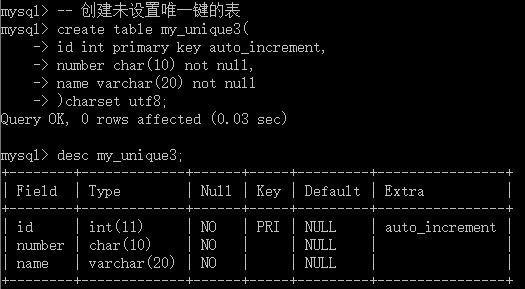 mysql> -- 创建未设置唯一键的表
mysql> create table my_unique3(
    -> id int primary key auto_increment,
    -> number char(10) not null,
    -> name varchar(20) not null
    -> )charset utf8;
Query OK, 0 rows affected (0.03 sec)

mysql> desc my_unique3;
+--------+-------------+------+-----+---------+----------------+
| Field  | Type        | Null | Key | Default | Extra          |
+--------+-------------+------+-----+---------+----------------+
| id     | int(11)     | NO   | PRI | NULL    | auto_increment |
| number | char(10)    | NO   |     | NULL    |                |
| name   | varchar(20) | NO   |     | NULL    |                |